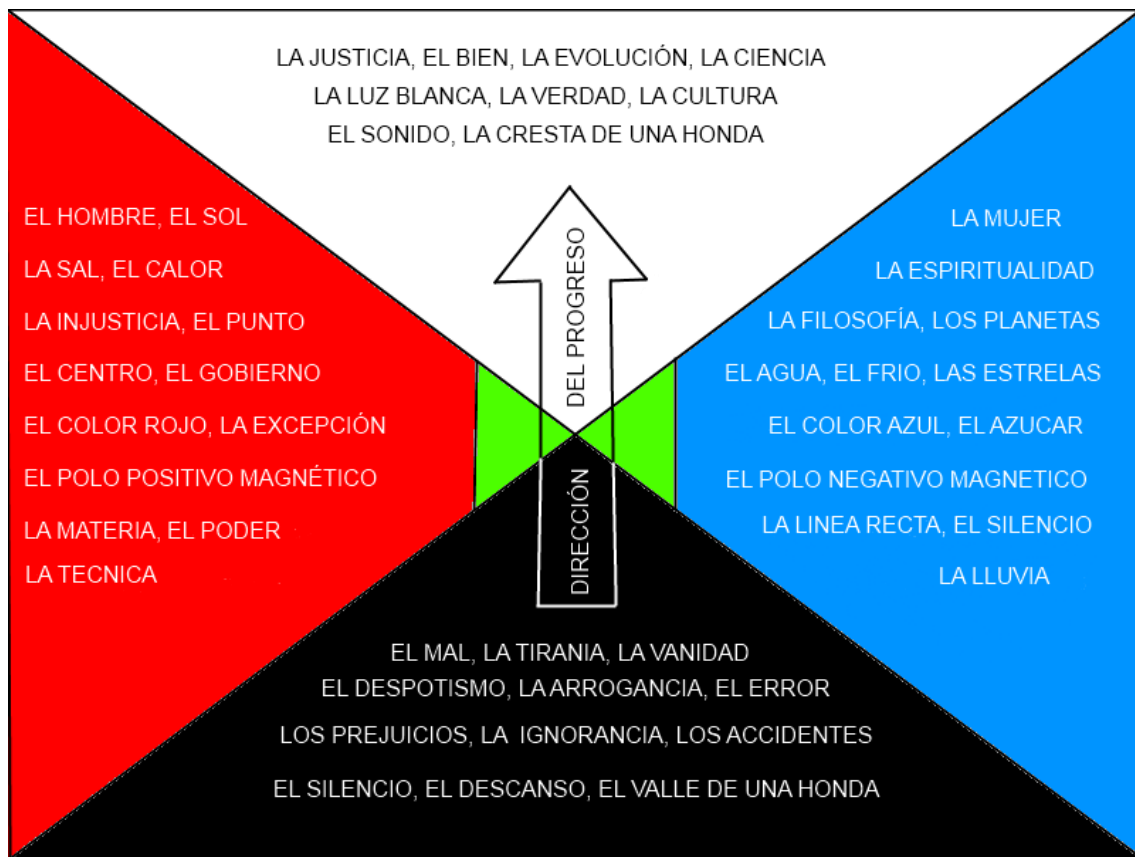 LA JUSTICIA, EL BIEN, LA EVOLUCIÓN, LA CIENCIA
LA LUZ BLANCA, LA VERDAD, LA CULTURA
EL SONIDO, LA CRESTA DE UNA HONDA
EL HOMBRE, EL SOL
LA SAL, EL CALOR
LA INJUSTICIA, EL PUNTO
EL CENTRO, EL GOBIERNO
EL COLOR ROJO, LA EXCEPCIÓN
EL POLO POSITIVO MAGNÉTICO
LA MATERIA, EL PODER
LA TECNICA
DIRECCIÓN DEL PROGRESO
LA MUJER
LA ESPIRITUALIDAD
LA FILOSOFÍA, LOS PLANETAS
EL AGUA, EL FRIO, LAS ESTRELAS
EL COLOR AZUL, EL AZUCAR
EL POLO NEGATIVO MAGNETICO
LA LINEA RECTA, EL SILENCIO
LA LLUVIA
EL MAL, LA TIRANIA, LA VANIDAD
EL DESPOTISMO, LA ARROGANCIA, EL ERROR
LOS PREJUICIOS, LA IGNORANCIA, LOS ACCIDENTES
EL SILENCIO, EL DESCANSO, EL VALLE DE UNA HONDA